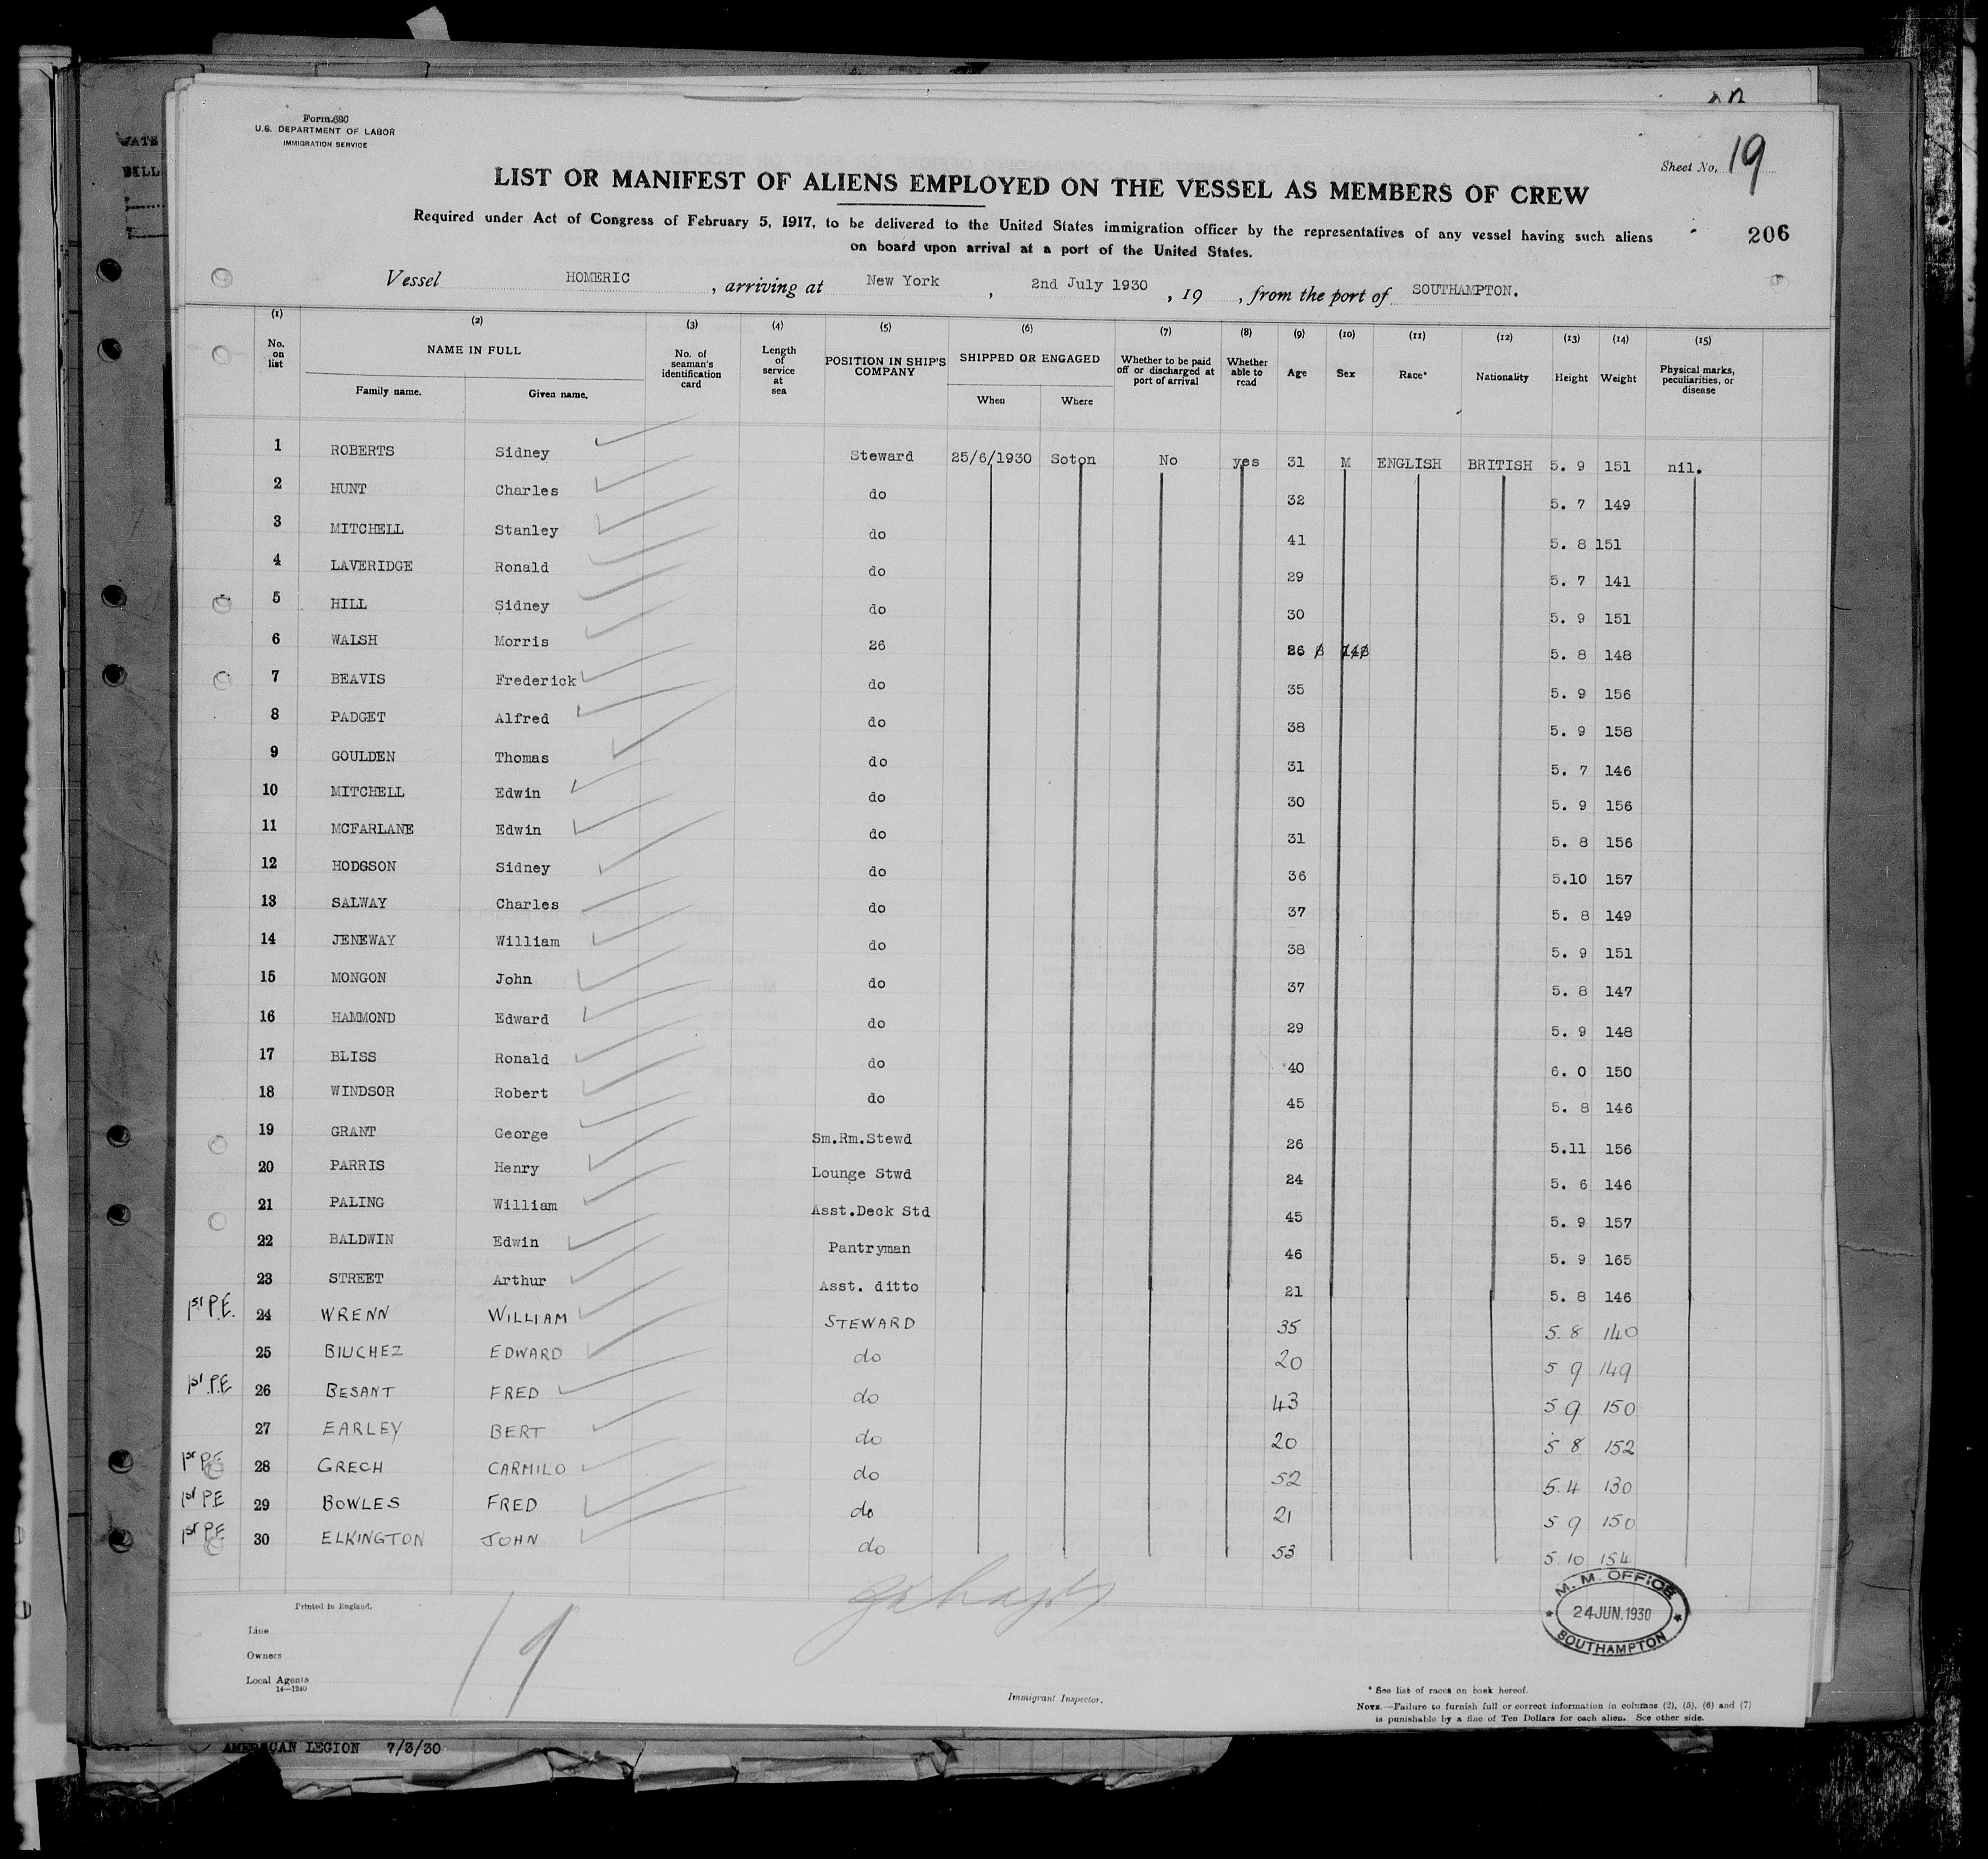 Form 680
U.S. DEPARTMENT OF LABOR
IMMIGRATION SERVICE
Sheet No. 19
LIST OR MANIFEST OF ALIENS EMPLOYED ON THE VESSEL AS MEMBERS OF CREW
Required under Act of Congress of February 5, 1917, to be delivered to the United States immigration officer by the representatives of any vessel having such aliens
on board upon arrival at a port of the United States.
206
Vessel HOMERIC , arriving at New York , 2nd July 1930 , 19 , from the port of SOUTHAMPTON.
(1) (2) (3) (4) (5) (6) (7) (8) (9) (10) (11) (12) (13) (14) (15)
No. on list NAME IN FULL Family name. Given name. No. of seaman's identification card Length of service at sea POSITION IN SHIP'S COMPANY SHIPPED OR ENGAGED When Where Whether to be paid off or discharged at port of arrival Whether able to read Age Sex Race* Nationality Height Weight Physical marks, peculiarities, or disease
1 ROBERTS Sidney Steward 25/6/1930 Soton No yes 31 M ENGLISH BRITISH 5. 9 151 nil.
2 HUNT Charles do 32 5. 7 149
3 MITCHELL Stanley do 41 5. 8 151
4 LAVERIDGE Ronald do 29 5. 7 141
5 HILL Sidney do 30 5. 9 151
6 WALSH Morris 26 26 8 148 5. 8 148
7 BEAVIS Frederick do 35 5. 9 156
8 PADGET Alfred do 38 5. 9 158
9 GOULDEN Thomas do 31 5. 7 146
10 MITCHELL Edwin do 30 5. 9 156
11 MCFARLANE Edwin do 31 5. 8 156
12 HODGSON Sidney do 36 5.10 157
13 SALWAY Charles do 37 5. 8 149
14 JENEWAY William do 38 5. 9 151
15 MONGON John do 37 5. 8 147
16 HAMMOND Edward do 29 5. 9 148
17 BLISS Ronald do 40 6. 0 150
18 WINDSOR Robert do 45 5. 8 146
19 GRANT George Sm.Rm.Stewd 26 5.11 156
20 PARRIS Henry Lounge Stwd 24 5. 6 146
21 PALING William Asst.Deck Std 45 5. 9 157
22 BALDWIN Edwin Pantryman 46 5. 9 165
23 STREET Arthur Asst. ditto 21 5. 8 146
1st P.E. 24 WRENN WILLIAM STEWARD 35 5. 8 140
25 BIUCHEZ EDWARD do 20 5 9 149
1st P.E 26 BESANT FRED do 43 5 9 150
27 EARLEY BERT do 20 5 8 152
1st P.E 28 GRECH CARMILO do 52 5.4 130
1st P.E 29 BOWLES FRED do 21 5 9 150
1st P.E 30 ELKINGTON JOHN do 53 5.10 154
M. M. OFFICE
24 JUN. 1930
SOUTHAMPTON
Printed in England.
19
Line
Owners
Local Agents
14—1240
Immigrant Inspector.
* See list of races on back hereof.
NOTE.—Failure to furnish full or correct information in columns (2), (5), (6) and (7)
is punishable by a fine of Ten Dollars for each alien. See other side.
AMERICAN LEGION 7/3/30